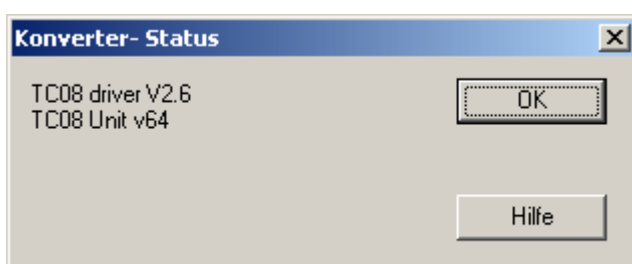 Konverter- Status
TC08 driver V2.6
TC08 Unit v64
OK
Hilfe